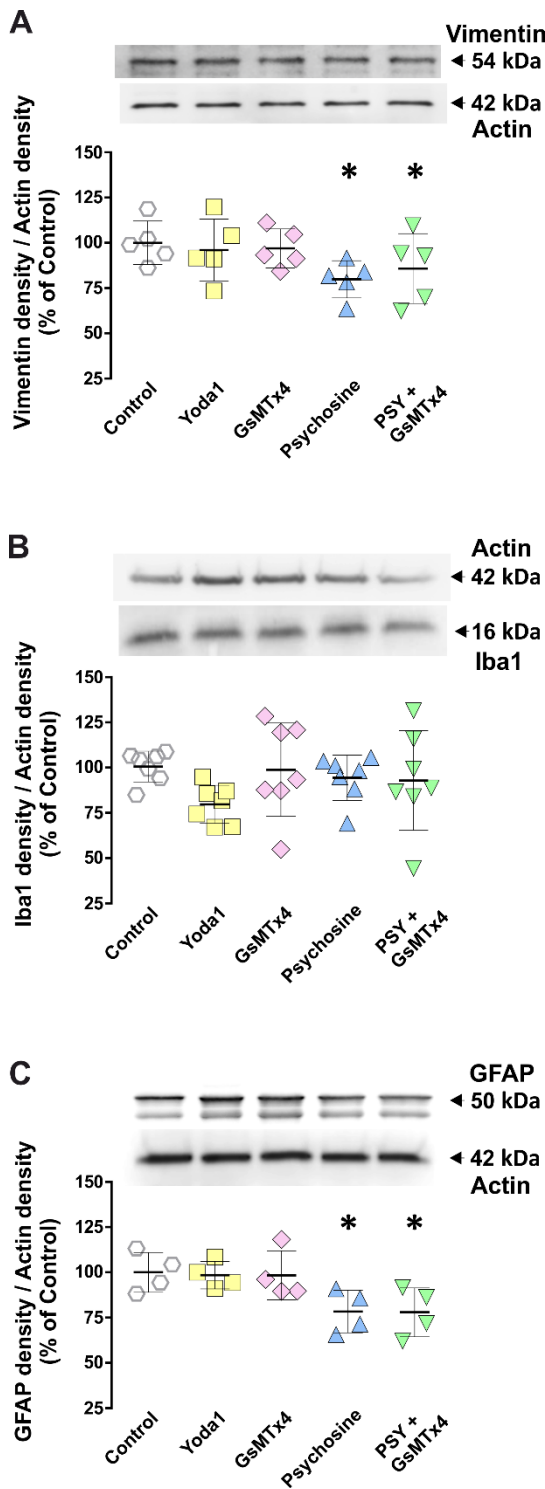 A
Vimentin
54 kDa
42 kDa
Actin
Vimentin density / Actin density
(% of Control)
150
125
100
75
50
25
* *
Control
Yoda1
GsMTx4
Psychosine
PSY +
GsMTx4
B
Actin
42 kDa
16 kDa
Iba1
Iba1 density / Actin density
(% of Control)
150
125
100
75
50
25
Control
Yoda1
GsMTx4
Psychosine
PSY +
GsMTx4
C
GFAP
50 kDa
42 kDa
Actin
GFAP density / Actin density
(% of Control)
150
125
100
75
50
25
* *
Control
Yoda1
GsMTx4
Psychosine
PSY +
GsMTx4